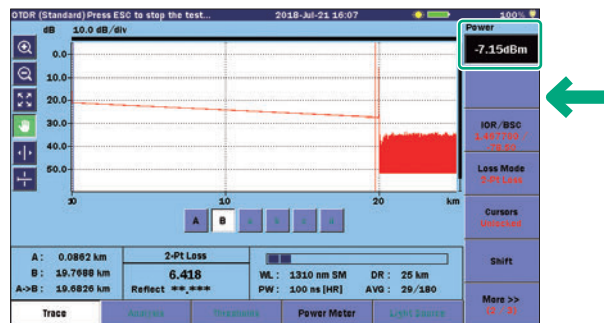 OTDR (Standard) Press ESC to stop the test... 2018-Jul-21 16:07 100%
dB 10.0 dB/div
Power
-7.15dBm
0.0
10.0
20.0
30.0
40.0
50.0
10
20
km
IOR/BSC
Loss Mode
2-Pt Loss
Cursors
Shift
More >>
A B
A: 0.0862 km
B: 19.7688 km
A->B: 19.6826 km
2-Pt Loss
6.418
Reflect **.***
WL: 1310 nm SM DR: 25 km
PW: 100 ns [HR] AVG: 29/180
Trace Analysis Thresholds Power Meter Light Source